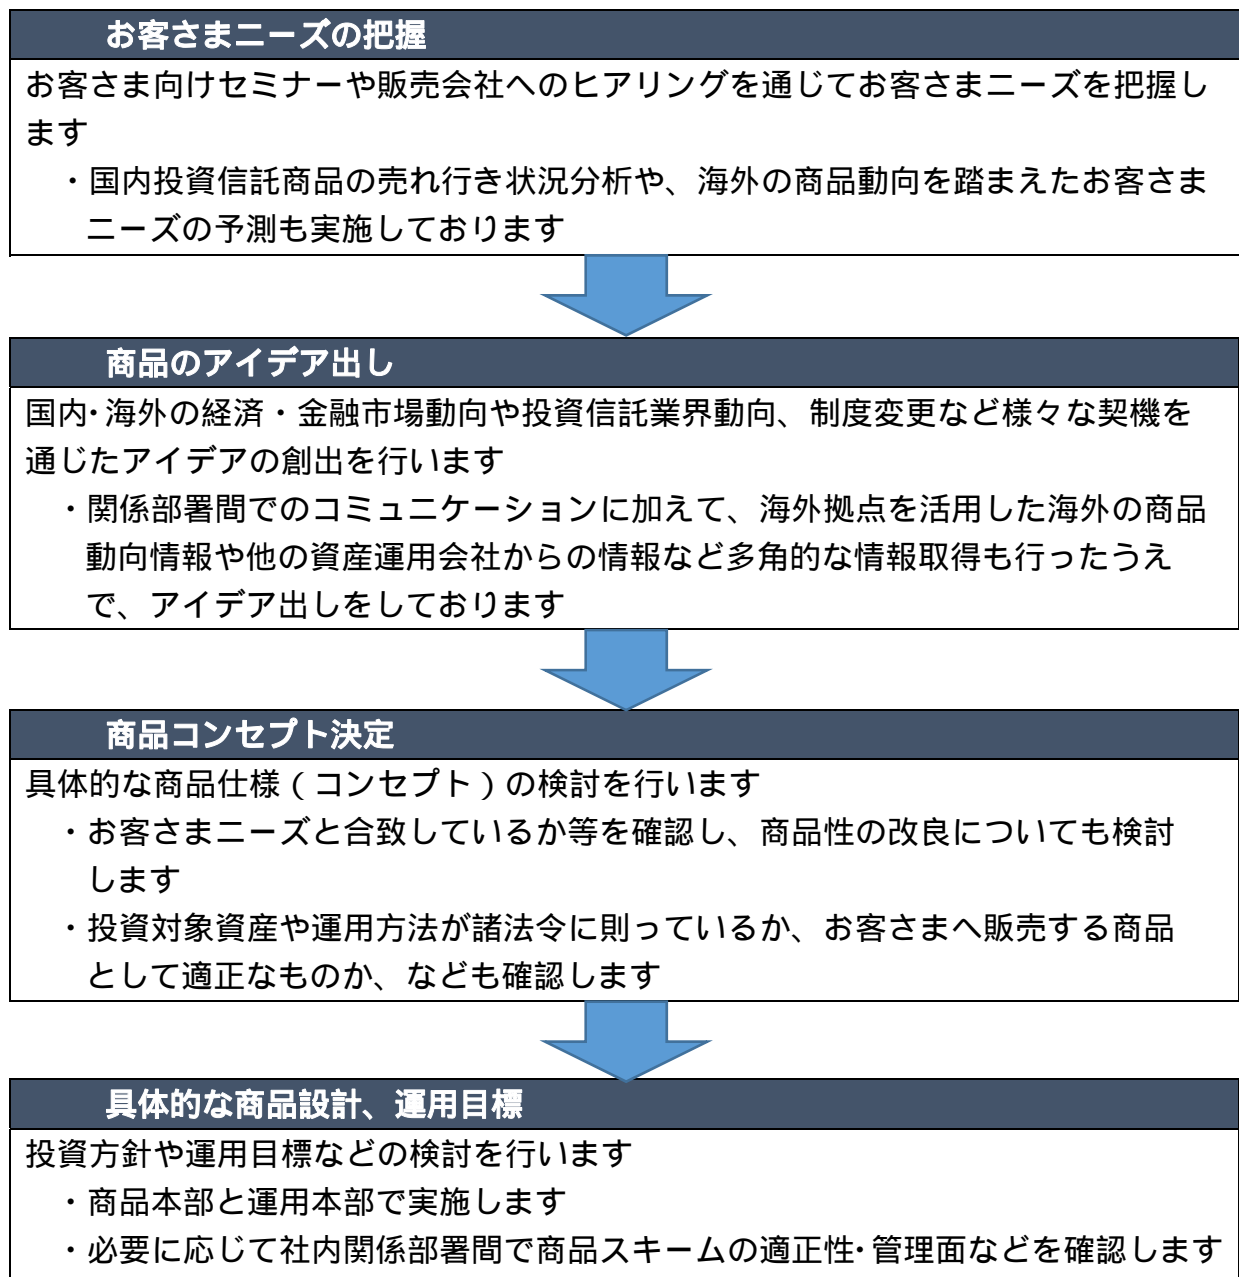 お客さまニーズの把握
お客さま向けセミナーや販売会社へのヒアリングを通じてお客さまニーズを把握し
ます
・国内投資信託商品の売れ行き状況分析や、海外の商品動向を踏まえたお客さま
ニーズの予測も実施しております
商品のアイデア出し
国内・海外の経済・金融市場動向や投資信託業界動向、制度変更など様々な契機を
通じたアイデアの創出を行います
・関係部署間でのコミュニケーションに加えて、海外拠点を活用した海外の商品
動向情報や他の資産運用会社からの情報など多角的な情報取得も行ったうえ
で、アイデア出しをしております
商品コンセプト決定
具体的な商品仕様（コンセプト）の検討を行います
・お客さまニーズと合致しているか等を確認し、商品性の改良についても検討
します
・投資対象資産や運用方法が諸法令に則っているか、お客さまへ販売する商品
として適正なものか、なども確認します
具体的な商品設計、運用目標
投資方針や運用目標などの検討を行います
・商品本部と運用本部で実施します
・必要に応じて社内関係部署間で商品スキームの適正性・管理面などを確認します